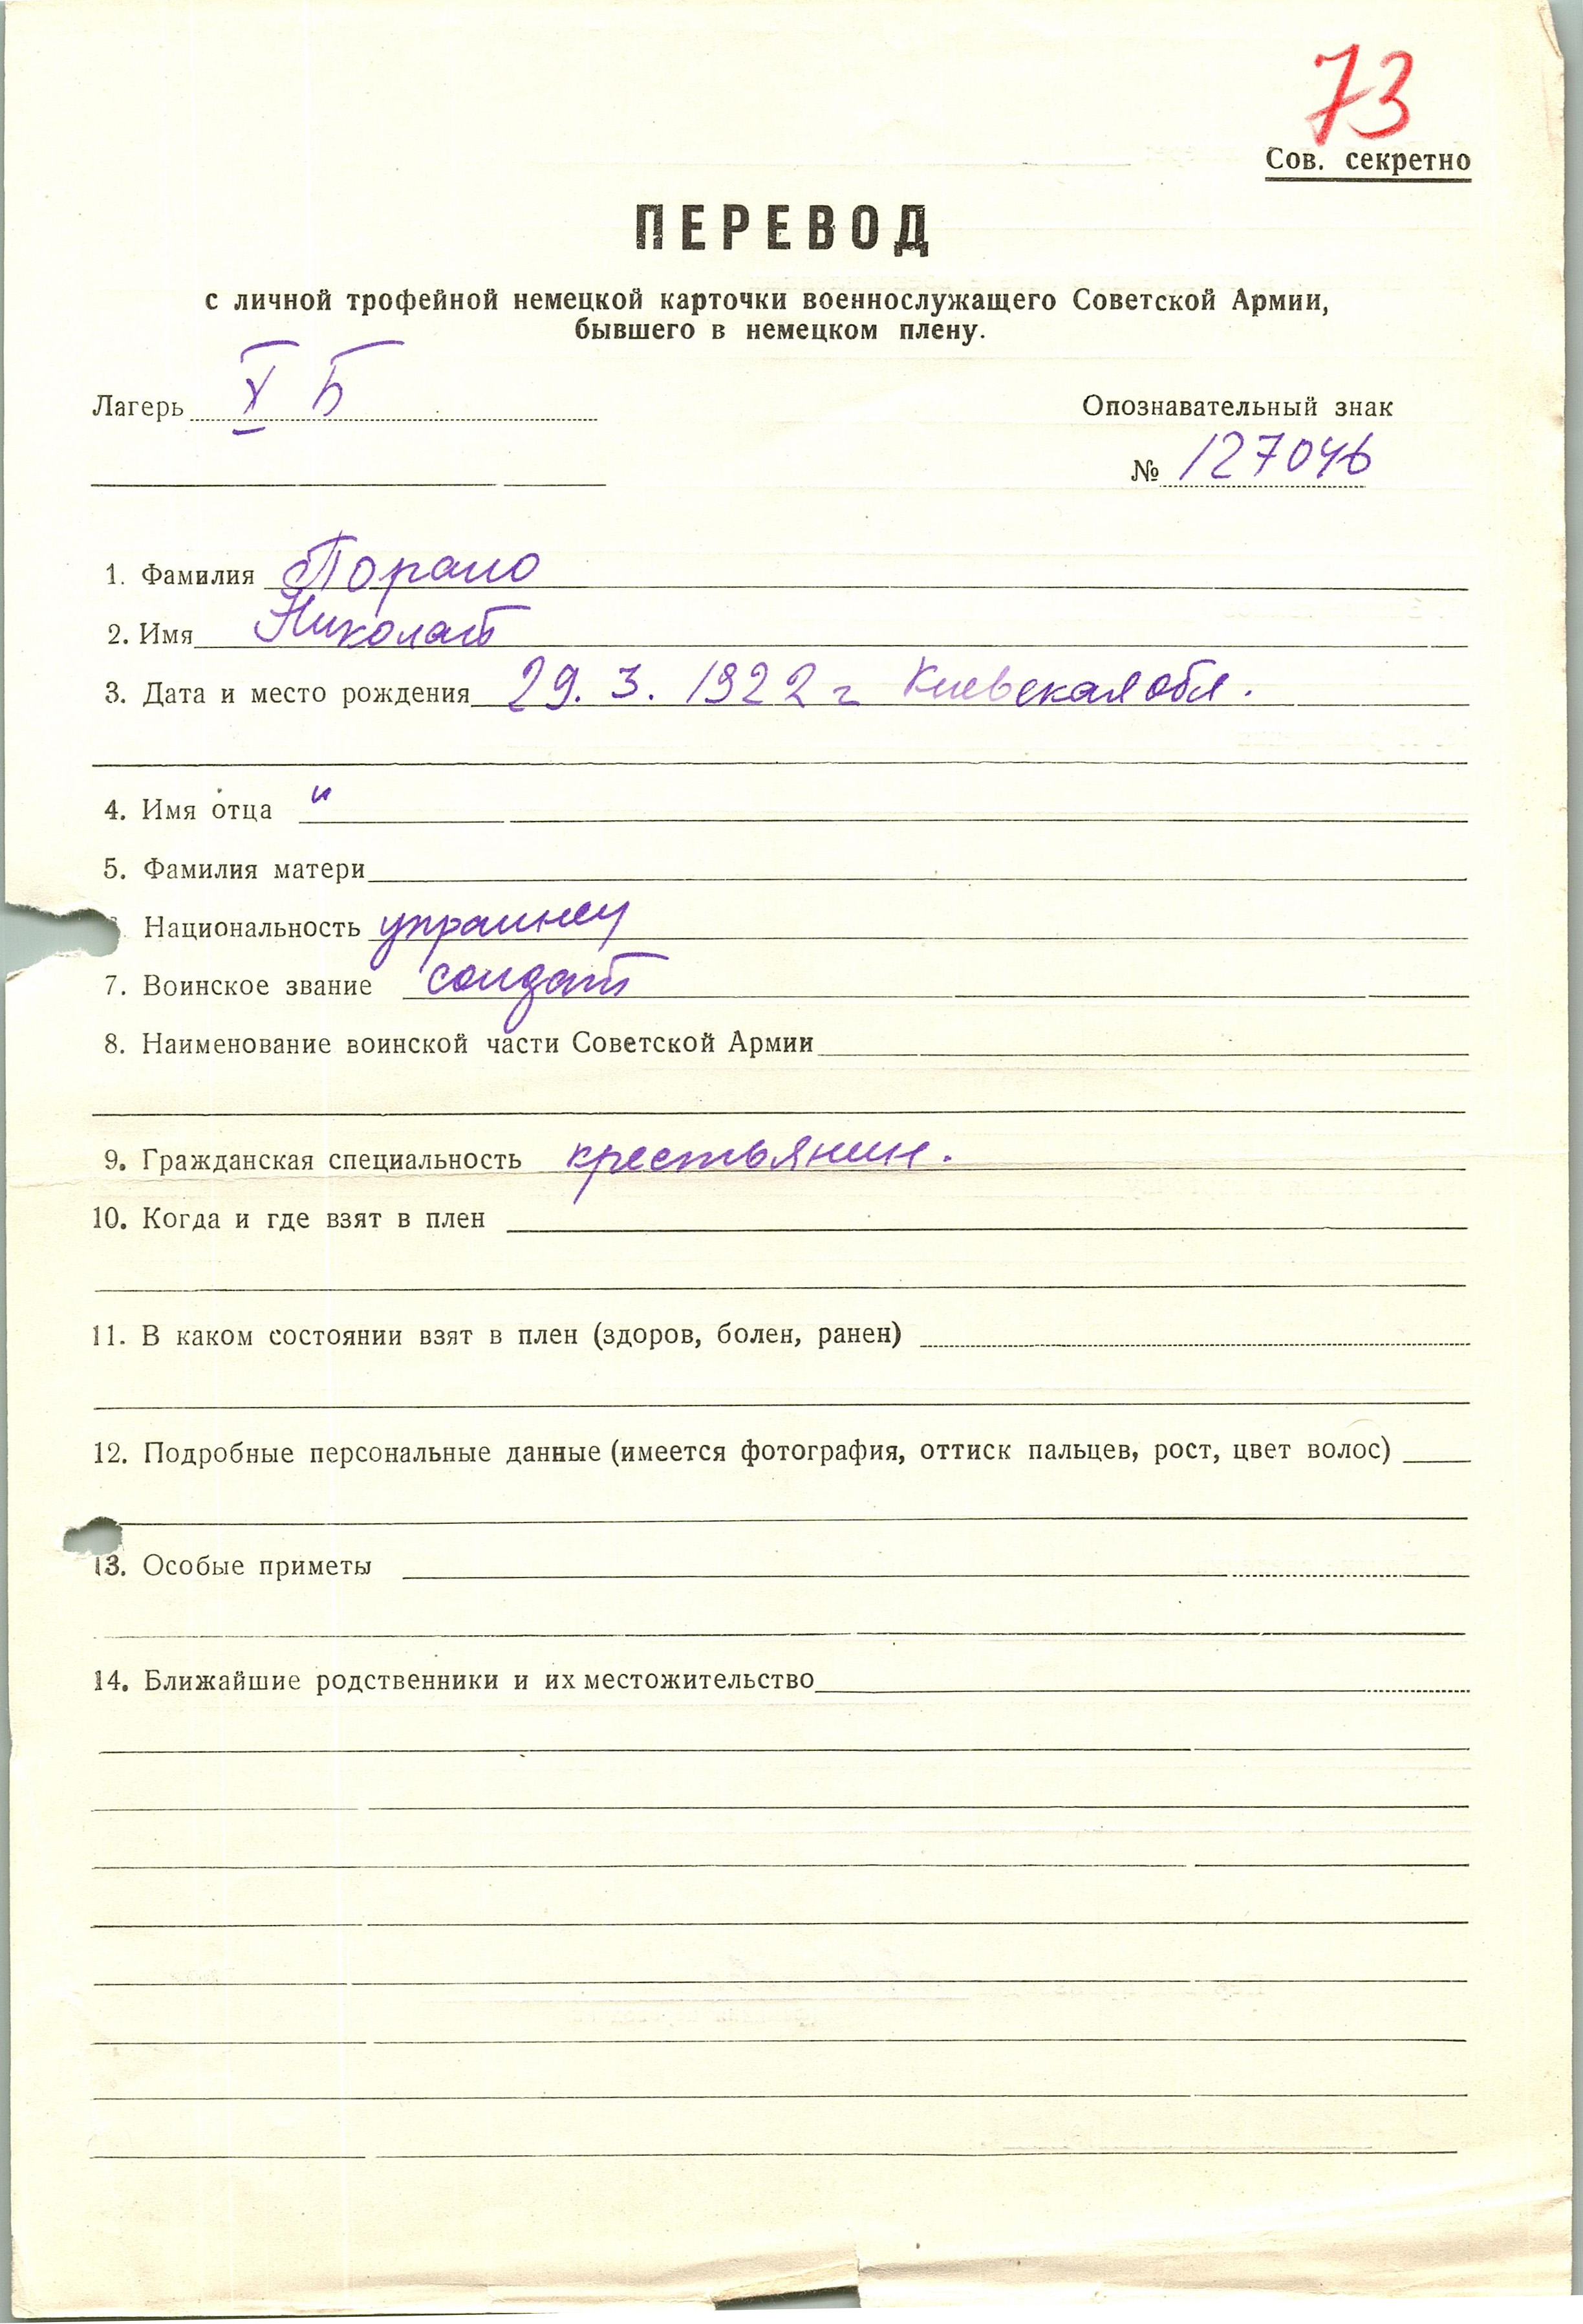 73
Сов. секретно
ПЕРЕВОД
с личной трофейной немецкой карточки военнослужащего Советской Армии,
бывшего в немецком плену.
Лагерь X Б Опознавательный знак
№ 127046
1. Фамилия
2. Имя Николай
3. Дата и место рождения 29. 3. 1922 г Киевская обл.
4. Имя отца "
5. Фамилия матери
Национальность украинец
7. Воинское звание солдат
8. Наименование воинской части Советской Армии
9. Гражданская специальность крестьянин.
10. Когда и где взят в плен
11. В каком состоянии взят в плен (здоров, болен, ранен)
12. Подробные персональные данные (имеется фотография, оттиск пальцев, рост, цвет волос)
13. Особые приметы
14. Ближайшие родственники и их местожительство